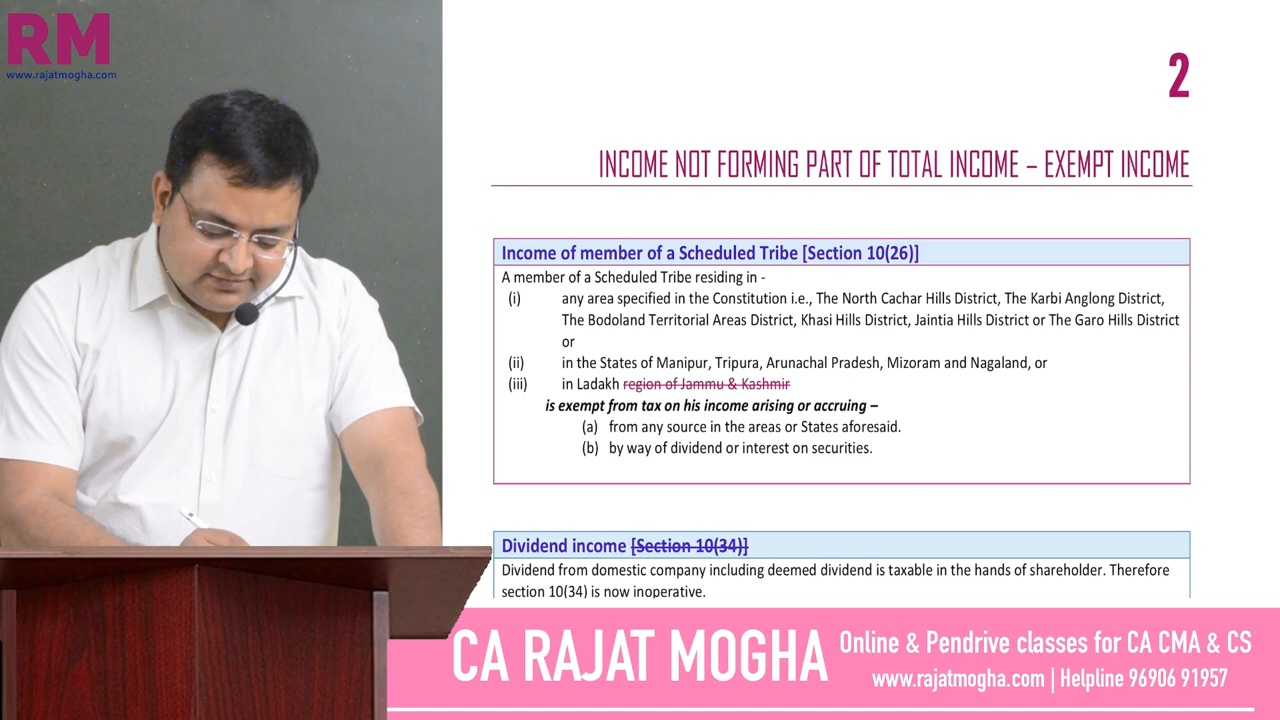 RM
www.rajatmogha.com
2
INCOME NOT FORMING PART OF TOTAL INCOME – EXEMPT INCOME
Income of member of a Scheduled Tribe [Section 10(26)]
A member of a Scheduled Tribe residing in -
(i) any area specified in the Constitution i.e., The North Cachar Hills District, The Karbi Anglong District,
The Bodoland Territorial Areas District, Khasi Hills District, Jaintia Hills District or The Garo Hills District
or
(ii) in the States of Manipur, Tripura, Arunachal Pradesh, Mizoram and Nagaland, or
(iii) in Ladakh region of Jammu & Kashmir
is exempt from tax on his income arising or accruing –
(a) from any source in the areas or States aforesaid.
(b) by way of dividend or interest on securities.
Dividend income [Section 10(34)]
Dividend from domestic company including deemed dividend is taxable in the hands of shareholder. Therefore
section 10(34) is now inoperative.
CA RAJAT MOGHA
Online & Pendrive classes for CA CMA & CS
www.rajatmogha.com | Helpline 96906 91957